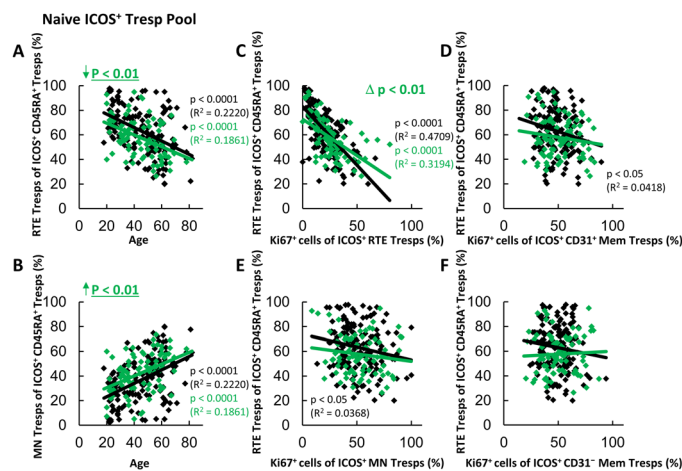 Naive ICOS⁺ Tresp Pool
A
↓ P < 0.01
RTE Tresps of ICOS⁺ CD45RA⁺ Tresps (%)
100
80
60
40
20
0
p < 0.0001
(R² = 0.2220)
p < 0.0001
(R² = 0.1861)
0 20 40 60 80
Age
C
Δ p < 0.01
RTE Tresps of ICOS⁺ CD45RA⁺ Tresps (%)
100
80
60
40
20
0
p < 0.0001
(R² = 0.4709)
p < 0.0001
(R² = 0.3194)
0 50 100
Ki67⁺ cells of ICOS⁺ RTE Tresps (%)
D
RTE Tresps of ICOS⁺ CD45RA⁺ Tresps (%)
100
80
60
40
20
0
p < 0.05
(R² = 0.0418)
0 50 100
Ki67⁺ cells of ICOS⁺ CD31⁺ Mem Tresps (%)
B
↑ P < 0.01
MN Tresps of ICOS⁺ CD45RA⁺ Tresps (%)
100
80
60
40
20
0
p < 0.0001
(R² = 0.2220)
p < 0.0001
(R² = 0.1861)
0 20 40 60 80
Age
E
RTE Tresps of ICOS⁺ CD45RA⁺ Tresps (%)
100
80
60
40
20
0
p < 0.05
(R² = 0.0368)
0 50 100
Ki67⁺ cells of ICOS⁺ MN Tresps (%)
F
RTE Tresps of ICOS⁺ CD45RA⁺ Tresps (%)
100
80
60
40
20
0
0 50 100
Ki67⁺ cells of ICOS⁺ CD31⁻ Mem Tresps (%)